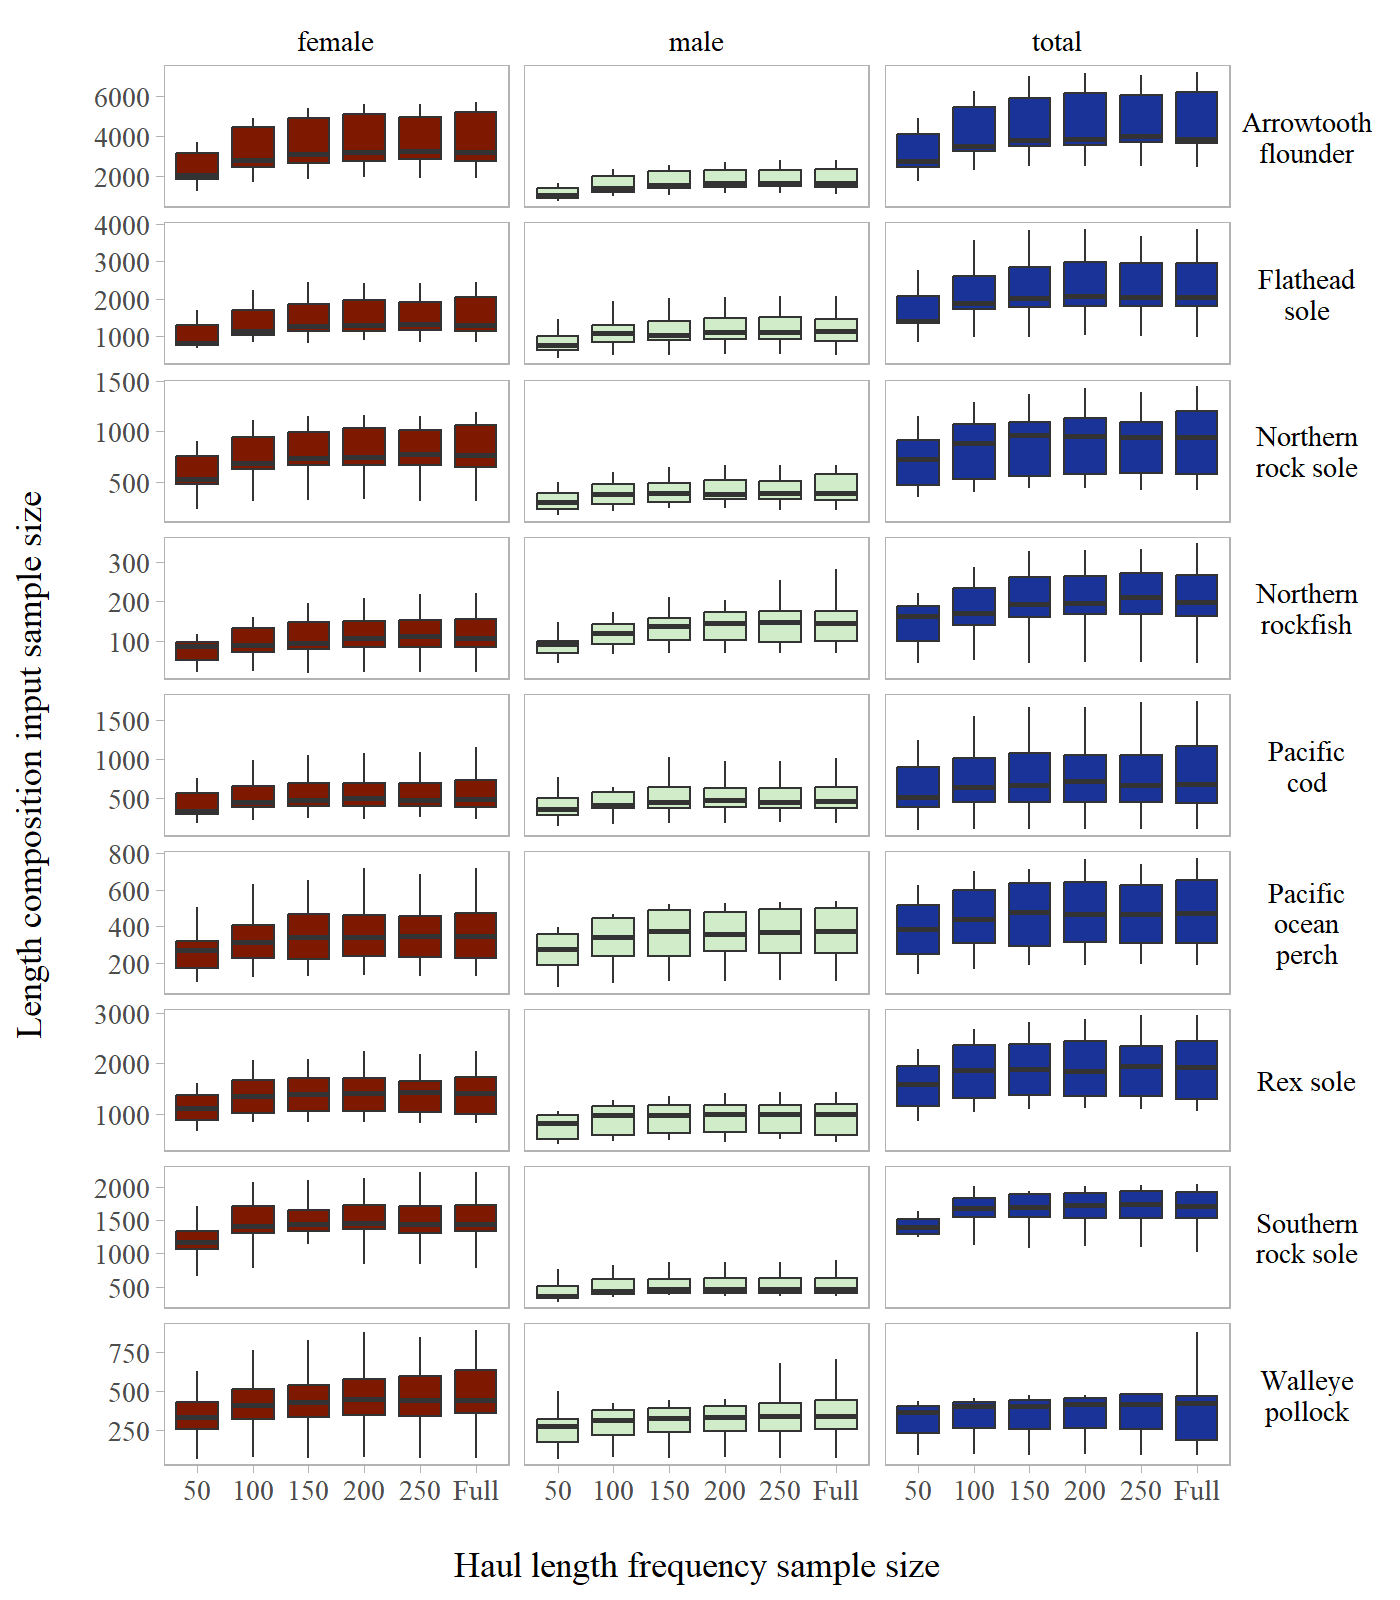 female male total
6000
4000
2000
Arrowtooth
flounder
4000
3000
2000
1000
Flathead
sole
1500
1000
500
Northern
rock sole
300
200
100
Northern
rockfish
1500
1000
500
Pacific
cod
800
600
400
200
Pacific
ocean
perch
3000
2000
1000
Rex sole
2000
1500
1000
500
Southern
rock sole
750
500
250
Walleye
pollock
50 100 150 200 250 Full 50 100 150 200 250 Full 50 100 150 200 250 Full
Haul length frequency sample size
Length composition input sample size